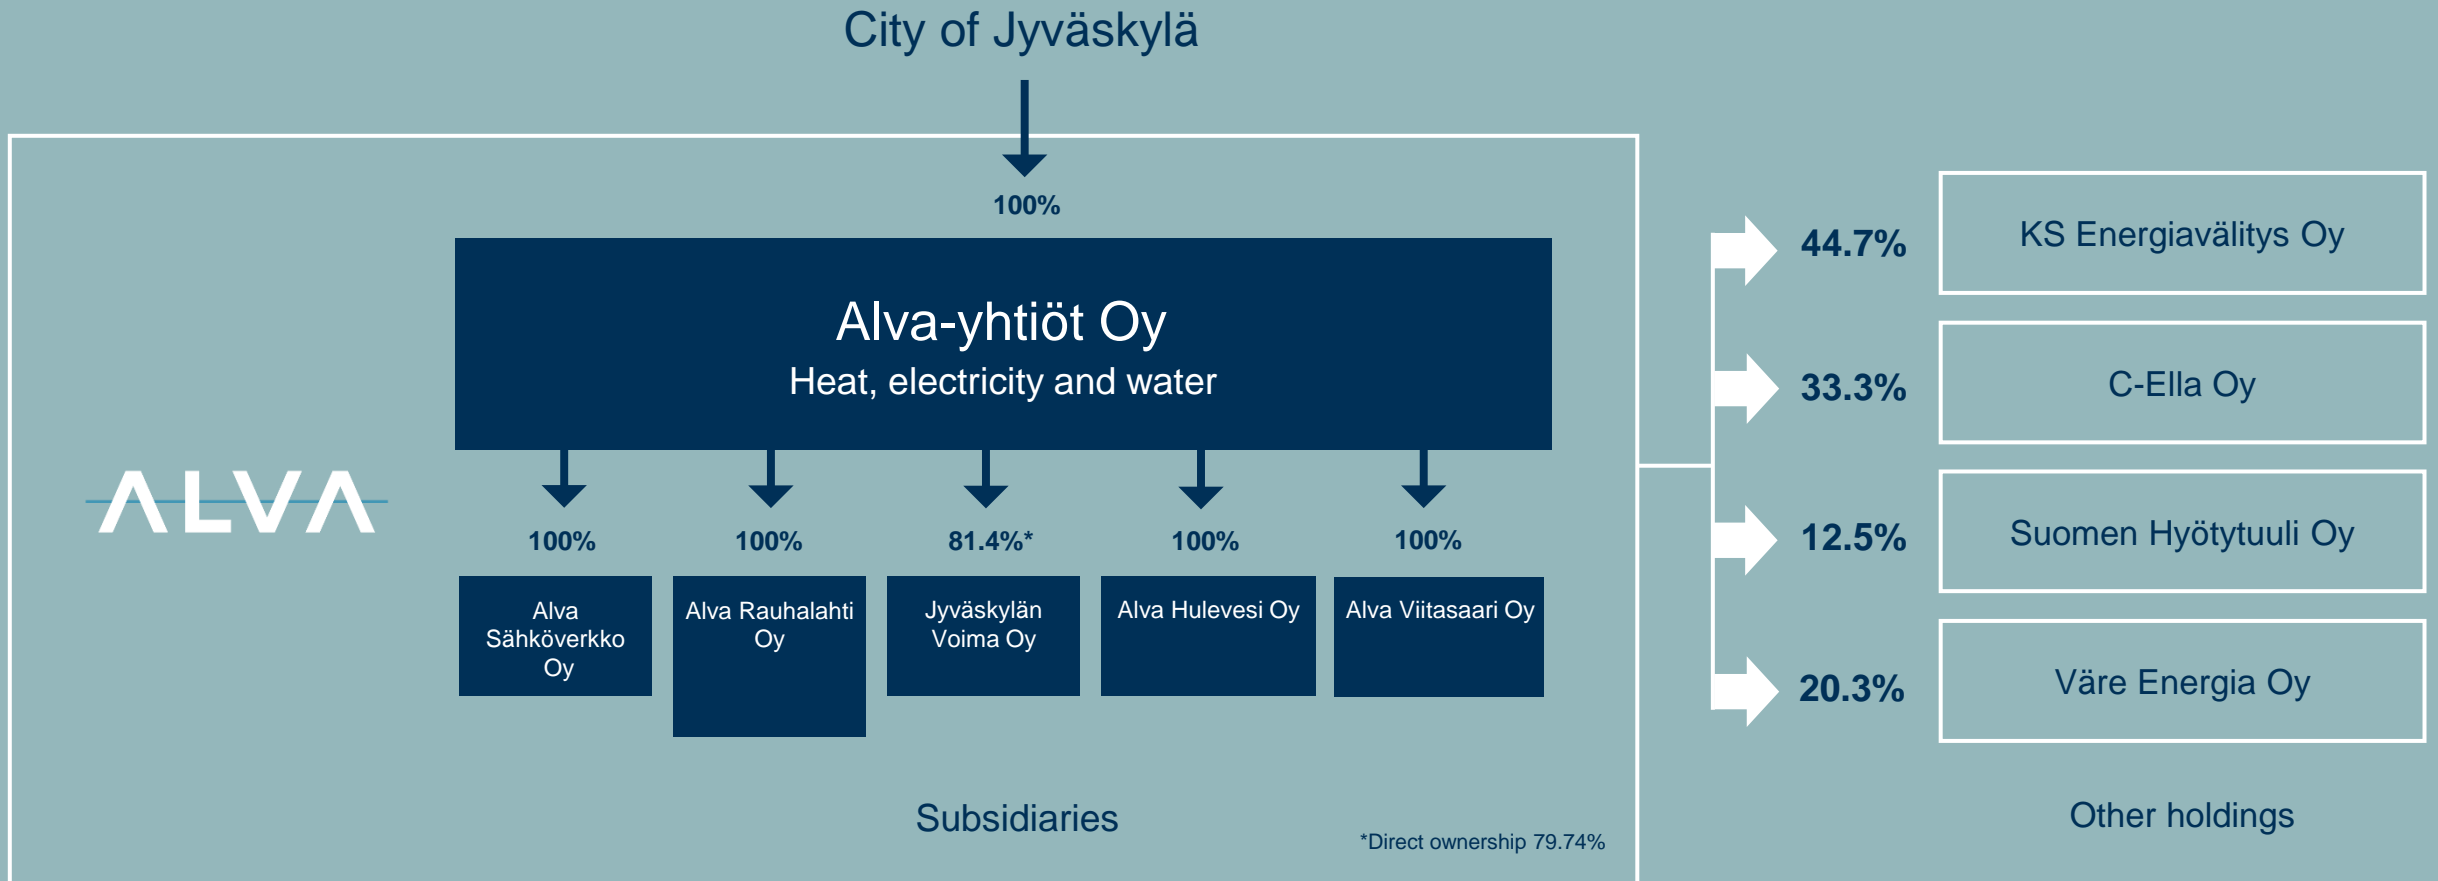 City of Jyväskylä
100%
Alva-yhtiöt Oy
Heat, electricity and water
ALVA
100%
100%
81.4%*
100%
100%
Alva
Sähköverkko
Oy
Alva Rauhalahti
Oy
Jyväskylän
Voima Oy
Alva Hulevesi Oy
Alva Viitasaari Oy
Subsidiaries
*Direct ownership 79.74%
44.7%
KS Energiavälitys Oy
33.3%
C-Ella Oy
12.5%
Suomen Hyötytuuli Oy
20.3%
Väre Energia Oy
Other holdings